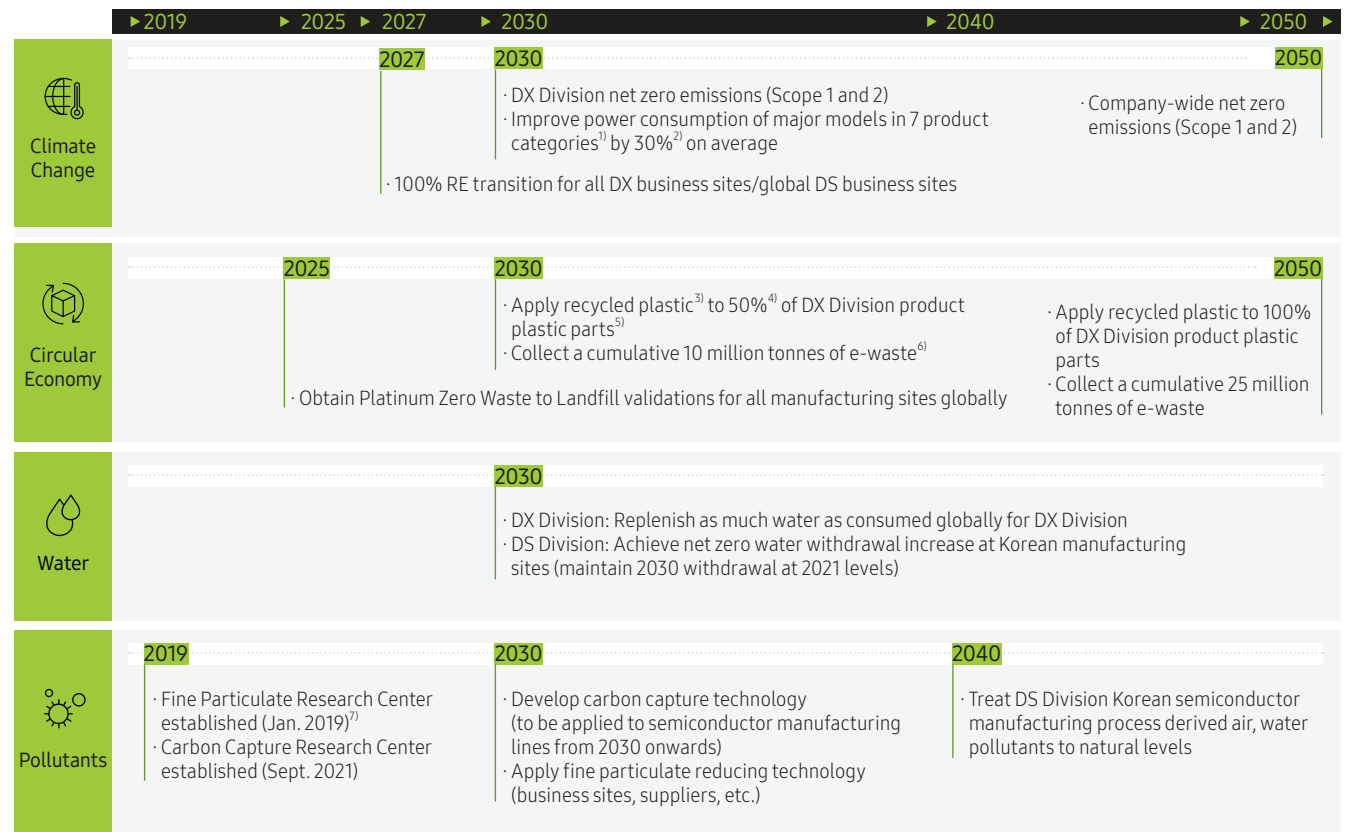 ▶2019 ▶ 2025 ▶ 2027 ▶ 2030 ▶ 2040 ▶ 2050 ▶
Climate
Change
2027 2030 2050
· DX Division net zero emissions (Scope 1 and 2)
· Improve power consumption of major models in 7 product
categories1) by 30%2) on average
· Company-wide net zero
emissions (Scope 1 and 2)
· 100% RE transition for all DX business sites/global DS business sites
Circular
Economy
2025 2030 2050
· Apply recycled plastic3) to 50%4) of DX Division product
plastic parts5)
· Collect a cumulative 10 million tonnes of e-waste6)
· Apply recycled plastic to 100%
of DX Division product plastic
parts
· Collect a cumulative 25 million
tonnes of e-waste
· Obtain Platinum Zero Waste to Landfill validations for all manufacturing sites globally
Water
2030
· DX Division: Replenish as much water as consumed globally for DX Division
· DS Division: Achieve net zero water withdrawal increase at Korean manufacturing
sites (maintain 2030 withdrawal at 2021 levels)
Pollutants
2019 2030 2040
· Fine Particulate Research Center
established (Jan. 2019)7)
· Carbon Capture Research Center
established (Sept. 2021)
· Develop carbon capture technology
(to be applied to semiconductor manufacturing
lines from 2030 onwards)
· Apply fine particulate reducing technology
(business sites, suppliers, etc.)
· Treat DS Division Korean semiconductor
manufacturing process derived air, water
pollutants to natural levels